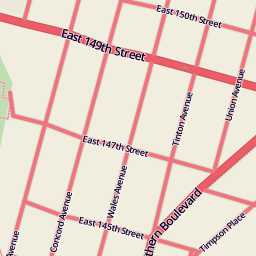 East 150th Street
East 149th Street
Union Avenue
Tinton Avenue
East 147th Street
Wales Avenue
Concord Avenue
East 145th Street
thern Boulevard
Timpson Place
Avenue